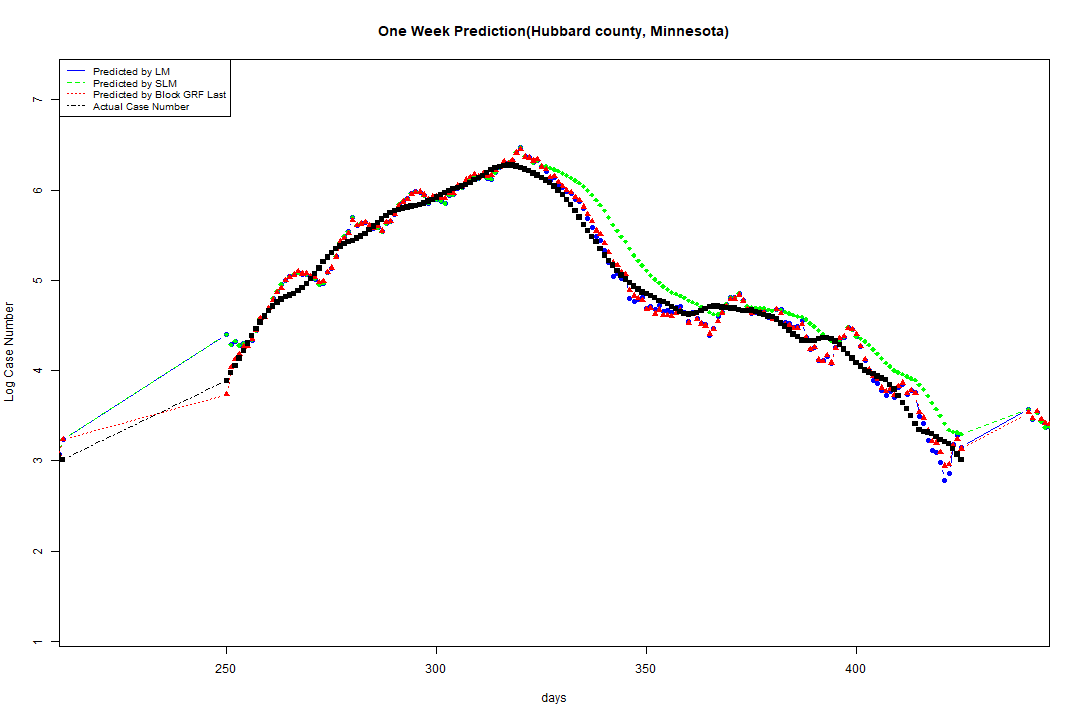 One Week Prediction(Hubbard county, Minnesota)
Predicted by LM
Predicted by SLM
Predicted by Block GRF Last
Actual Case Number
7
6
5
4
3
2
1
Log Case Number
250 300 350 400
days